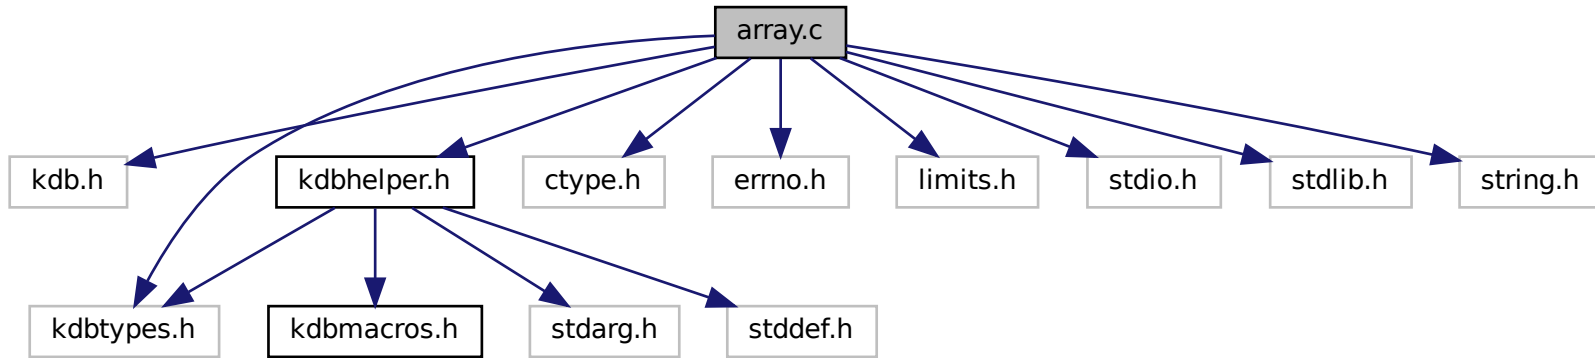 array.c
kdb.h
kdbhelper.h
ctype.h
errno.h
limits.h
stdio.h
stdlib.h
string.h
kdbtypes.h
kdbmacros.h
stdarg.h
stddef.h